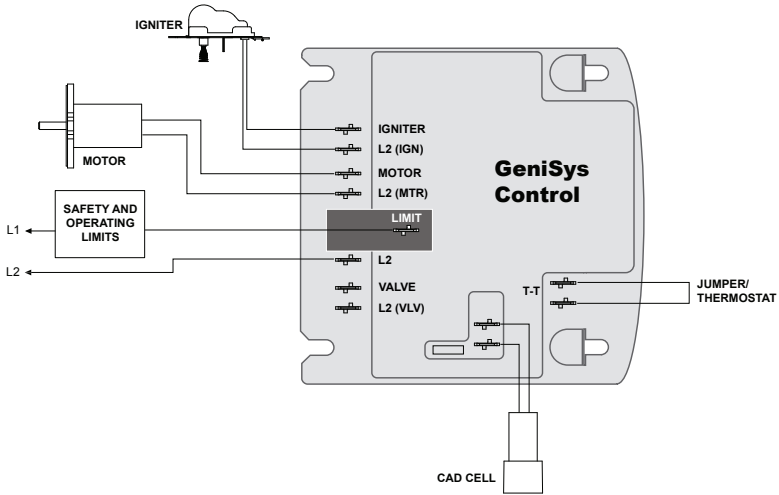 IGNITER
MOTOR
SAFETY AND
OPERATING
LIMITS
L1
L2
IGNITER
L2 (IGN)
MOTOR
L2 (MTR)
LIMIT
L2
VALVE
L2 (VLV)
GeniSys
Control
T-T
JUMPER/
THERMOSTAT
CAD CELL